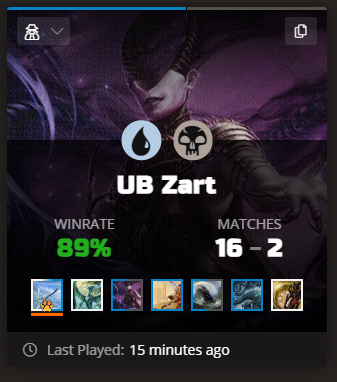 UB Zart
WINRATE MATCHES
89% 16 – 2
Last Played: 15 minutes ago